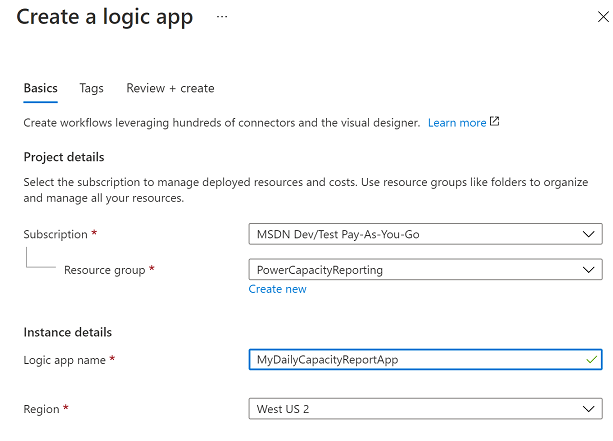 Create a logic app ...
Basics Tags Review + create
Create workflows leveraging hundreds of connectors and the visual designer. Learn more
Project details
Select the subscription to manage deployed resources and costs. Use resource groups like folders to organize
and manage all your resources.
Subscription * MSDN Dev/Test Pay-As-You-Go
Resource group * PowerCapacityReporting
Create new
Instance details
Logic app name * MyDailyCapacityReportApp
Region * West US 2